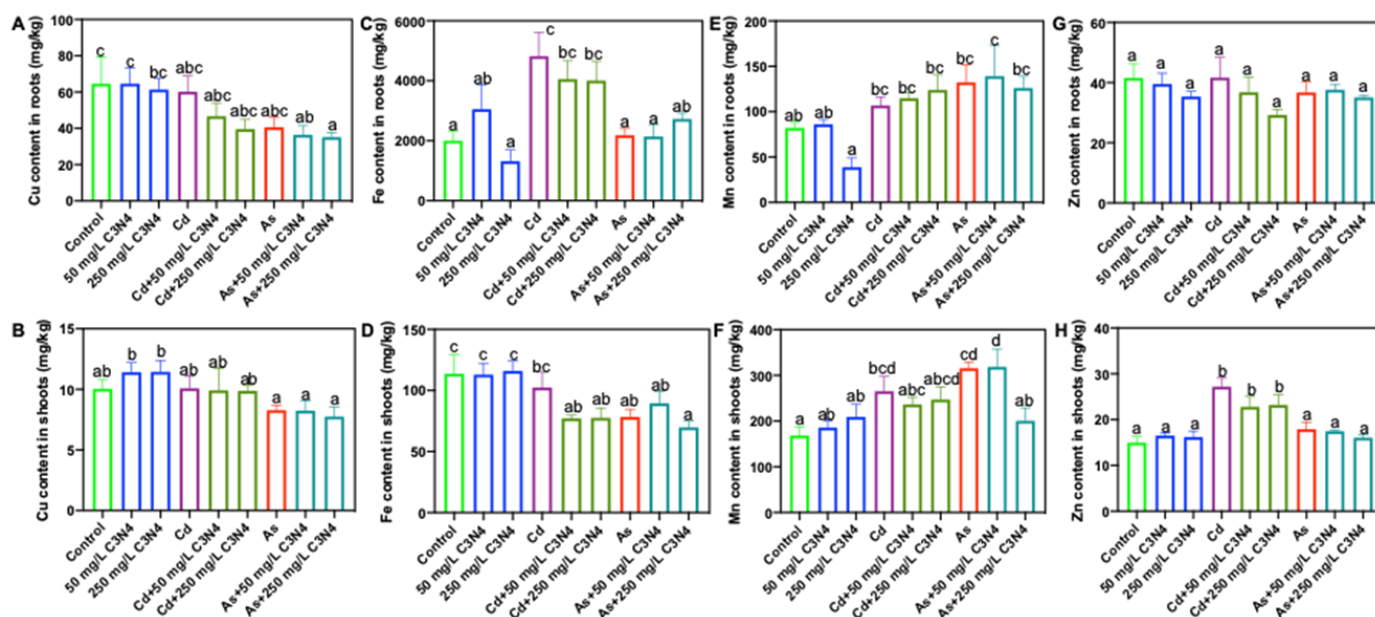 A
Cu content in roots (mg/kg)
100
80
60
40
20
0
c
c
bc
abc
abc
abc
abc
ab
a
Control
50 mg/L C3N4
250 mg/L C3N4
Cd
Cd+50 mg/L C3N4
Cd+250 mg/L C3N4
As
As+50 mg/L C3N4
As+250 mg/L C3N4
C
Fe content in roots (mg/kg)
6000
4000
2000
0
a
ab
a
c
bc
bc
a
a
ab
Control
50 mg/L C3N4
250 mg/L C3N4
Cd
Cd+50 mg/L C3N4
Cd+250 mg/L C3N4
As
As+50 mg/L C3N4
As+250 mg/L C3N4
E
Mn content in roots (mg/kg)
200
150
100
50
0
ab
ab
a
bc
bc
bc
bc
c
bc
Control
50 mg/L C3N4
250 mg/L C3N4
Cd
Cd+50 mg/L C3N4
Cd+250 mg/L C3N4
As
As+50 mg/L C3N4
As+250 mg/L C3N4
G
Zn content in roots (mg/kg)
60
40
20
0
a
a
a
a
a
a
a
a
a
Control
50 mg/L C3N4
250 mg/L C3N4
Cd
Cd+50 mg/L C3N4
Cd+250 mg/L C3N4
As
As+50 mg/L C3N4
As+250 mg/L C3N4
B
Cu content in shoots (mg/kg)
15
10
5
0
ab
b
b
ab
ab
ab
a
a
a
Control
50 mg/L C3N4
250 mg/L C3N4
Cd
Cd+50 mg/L C3N4
Cd+250 mg/L C3N4
As
As+50 mg/L C3N4
As+250 mg/L C3N4
D
Fe content in shoots (mg/kg)
150
100
50
0
c
c
c
bc
ab
ab
ab
ab
a
Control
50 mg/L C3N4
250 mg/L C3N4
Cd
Cd+50 mg/L C3N4
Cd+250 mg/L C3N4
As
As+50 mg/L C3N4
As+250 mg/L C3N4
F
Mn content in shoots (mg/kg)
400
300
200
100
0
a
ab
ab
bcd
abc
abcd
cd
d
ab
Control
50 mg/L C3N4
250 mg/L C3N4
Cd
Cd+50 mg/L C3N4
Cd+250 mg/L C3N4
As
As+50 mg/L C3N4
As+250 mg/L C3N4
H
Zn content in shoots (mg/kg)
40
30
20
10
0
a
a
a
b
b
b
a
a
a
Control
50 mg/L C3N4
250 mg/L C3N4
Cd
Cd+50 mg/L C3N4
Cd+250 mg/L C3N4
As
As+50 mg/L C3N4
As+250 mg/L C3N4